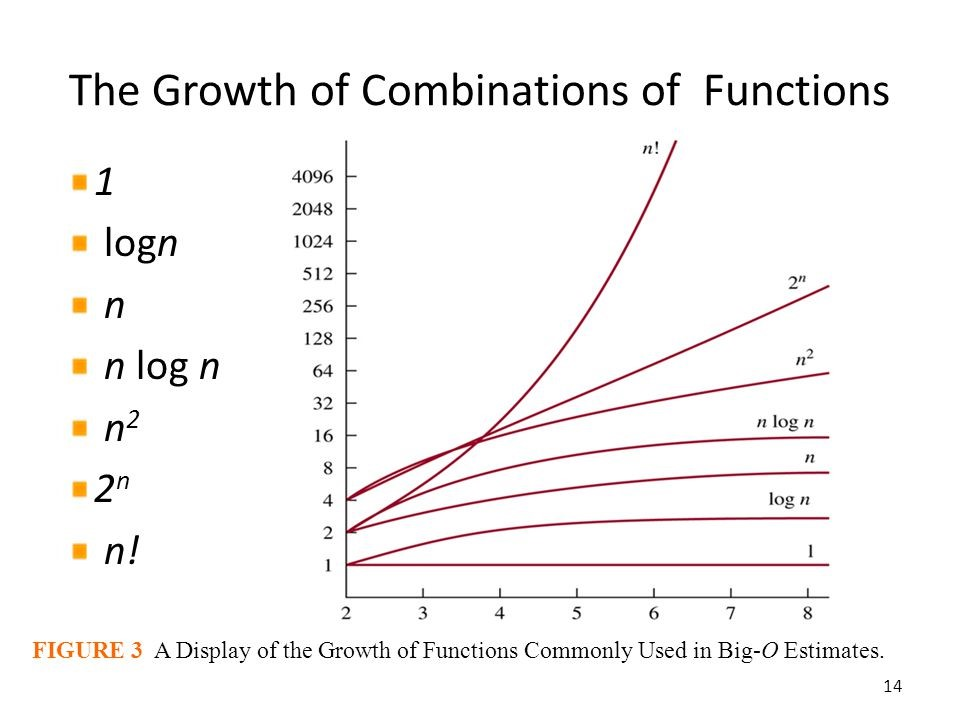 The Growth of Combinations of Functions
1
logn
n
n log n
n²
2ⁿ
n!
4096
2048
1024
512
256
128
64
32
16
8
4
2
1
n!
2ⁿ
n²
n log n
n
log n
1
2 3 4 5 6 7 8
FIGURE 3 A Display of the Growth of Functions Commonly Used in Big-O Estimates.
14